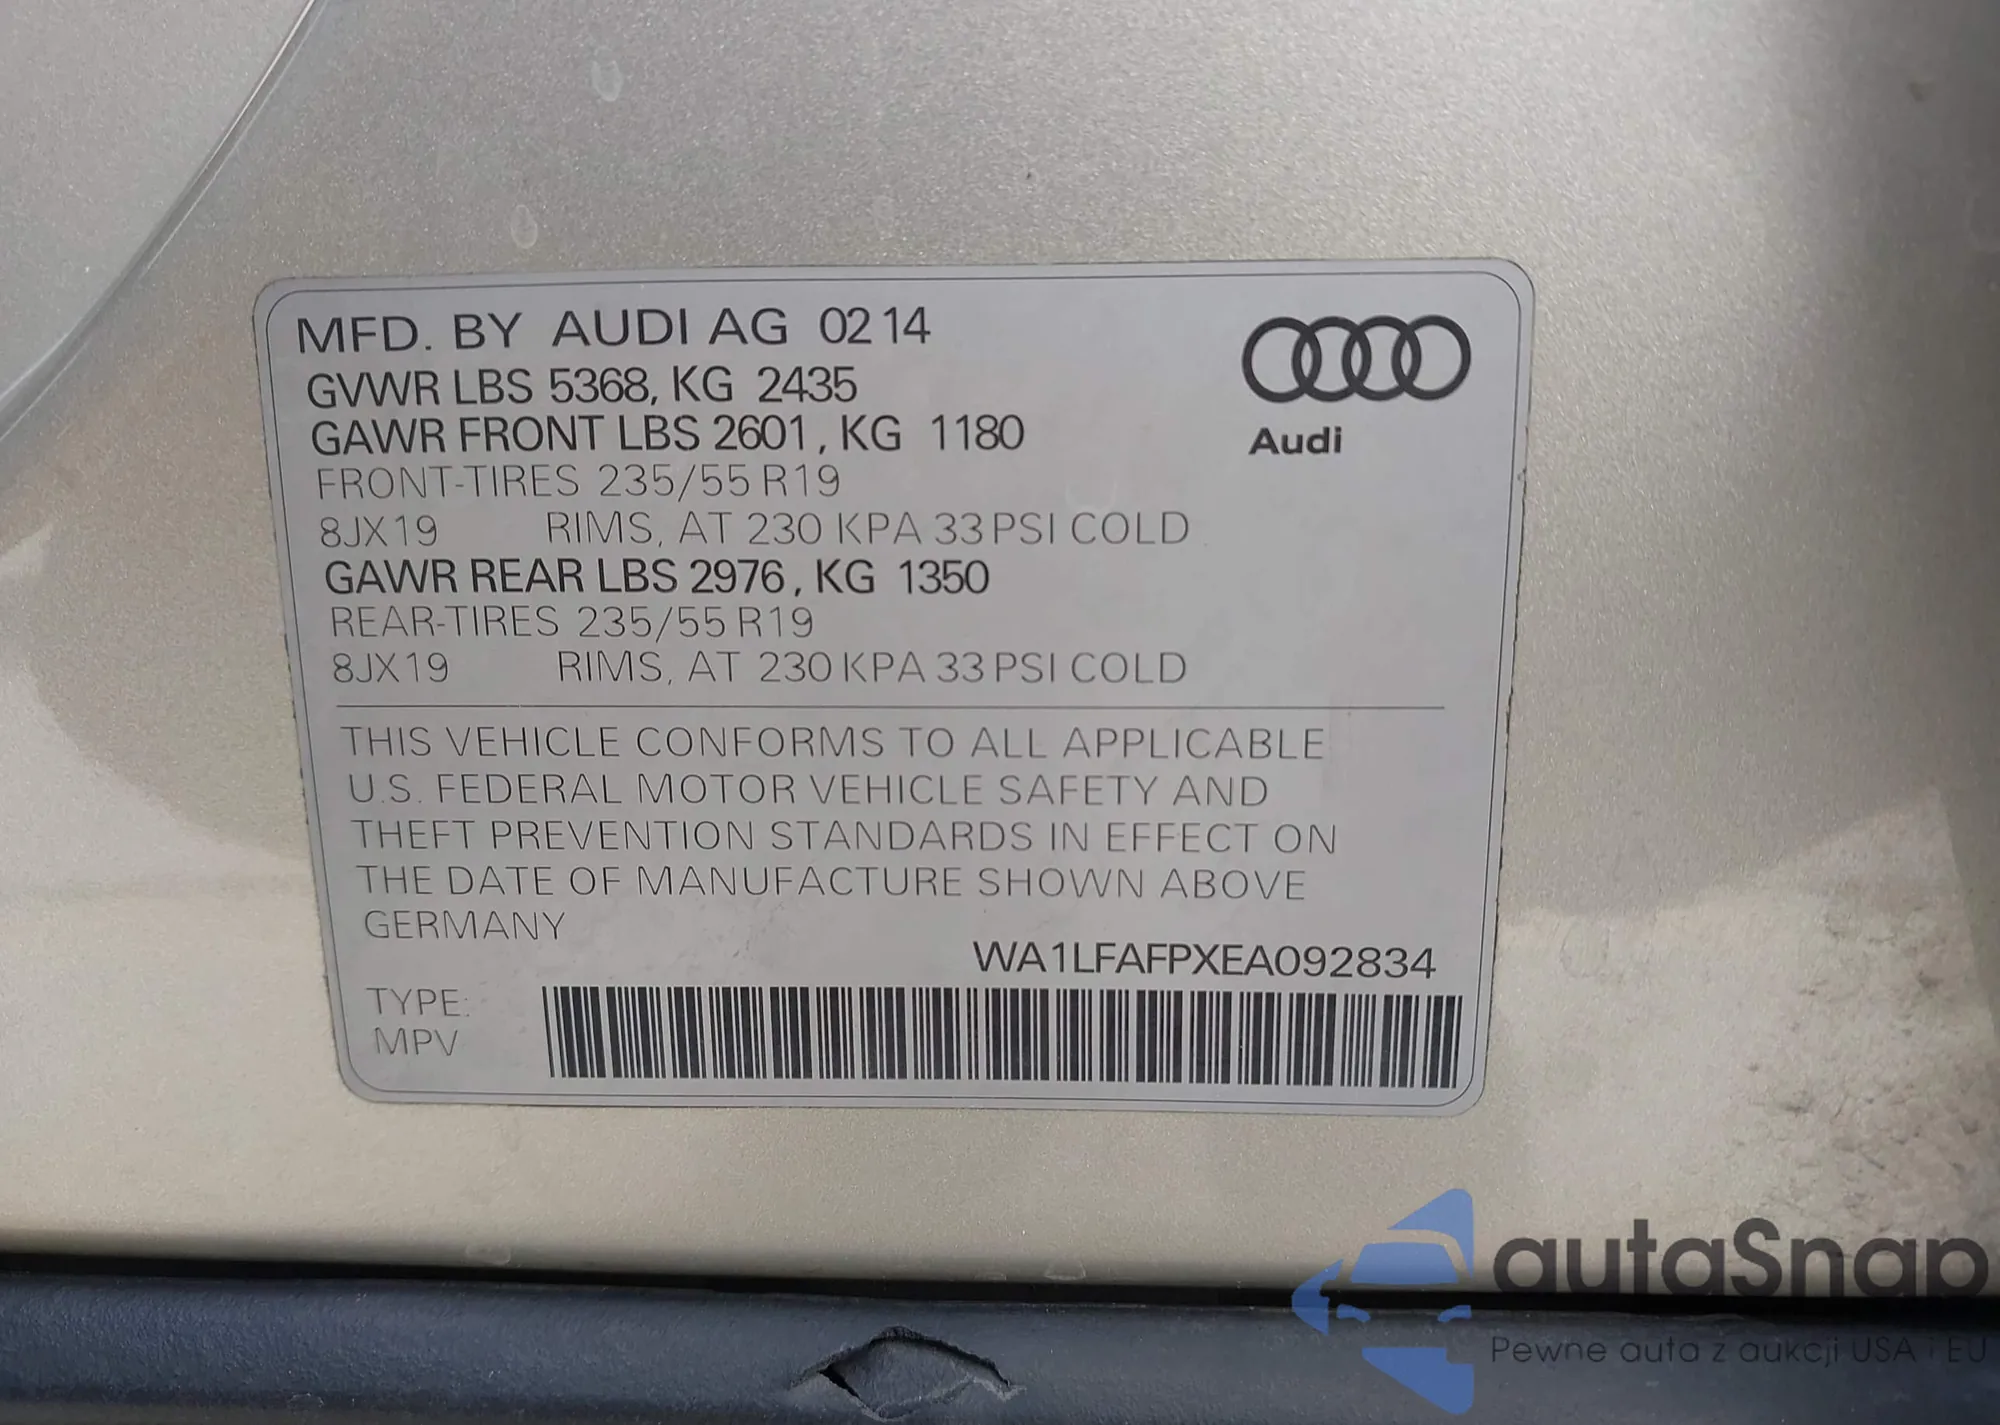 MFD. BY AUDI AG 02 14
GVWR LBS 5368, KG 2435
GAWR FRONT LBS 2601, KG 1180
FRONT-TIRES 235/55 R19
8JX19 RIMS, AT 230 KPA 33 PSI COLD
GAWR REAR LBS 2976, KG 1350
REAR-TIRES 235/55 R19
8JX19 RIMS, AT 230 KPA 33 PSI COLD
Audi
THIS VEHICLE CONFORMS TO ALL APPLICABLE
U.S. FEDERAL MOTOR VEHICLE SAFETY AND
THEFT PREVENTION STANDARDS IN EFFECT ON
THE DATE OF MANUFACTURE SHOWN ABOVE
GERMANY
WA1LFAFPXEA092834
TYPE:
MPV
autaSnap
Pewne auta z aukcji USA i EU